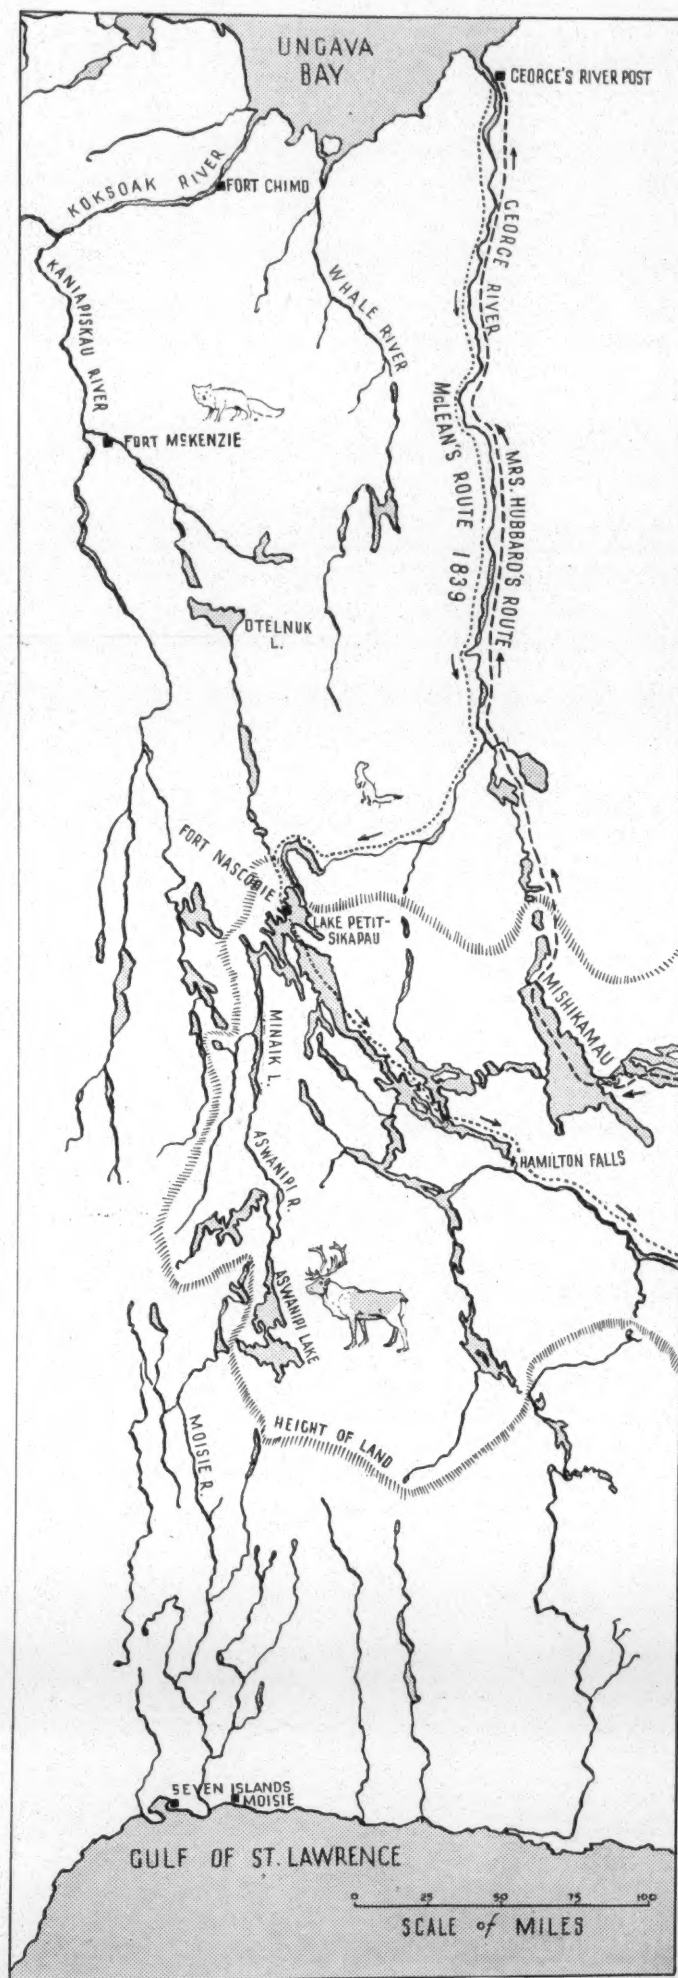 UNGAVA
BAY
GEORGE'S RIVER POST
KOKSOAK RIVER
FORT CHIMO
GEORGE RIVER
KANIAPISKAU RIVER
WHALE RIVER
McLEAN'S ROUTE 1839
MRS. HUBBARD'S ROUTE
FORT McKENZIE
OTELNUK
L.
FORT NASCOPIE
LAKE PETIT-
SIKAPAU
MISHIKAMAU
MINAIK L.
ASWANIPI R.
HAMILTON FALLS
ASWANIPI LAKE
MOISIE R.
HEIGHT OF LAND
SEVEN ISLANDS
MOISIE
GULF OF ST. LAWRENCE
0 25 50 75 100
SCALE of MILES